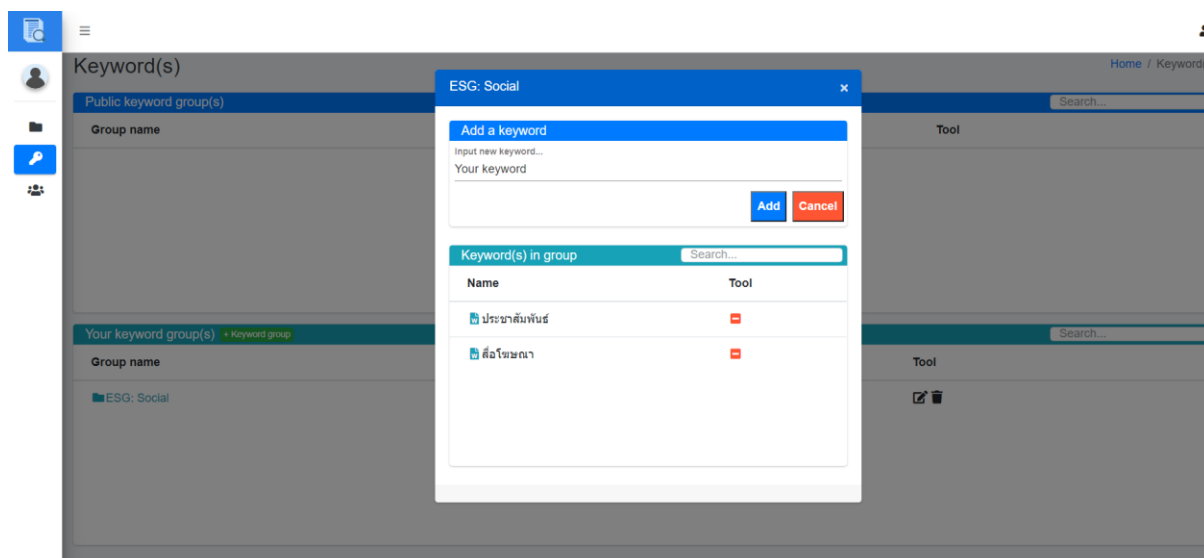 Keyword(s)
Home / Keyword
Public keyword group(s)
Search...
Group name
Tool
ESG: Social
×
Add a keyword
Input new keyword...
Your keyword
Add
Cancel
Keyword(s) in group
Search...
Name
Tool
ประชาสัมพันธ์
สื่อโฆษณา
Your keyword group(s)
+ Keyword group
Search...
Group name
Tool
ESG: Social